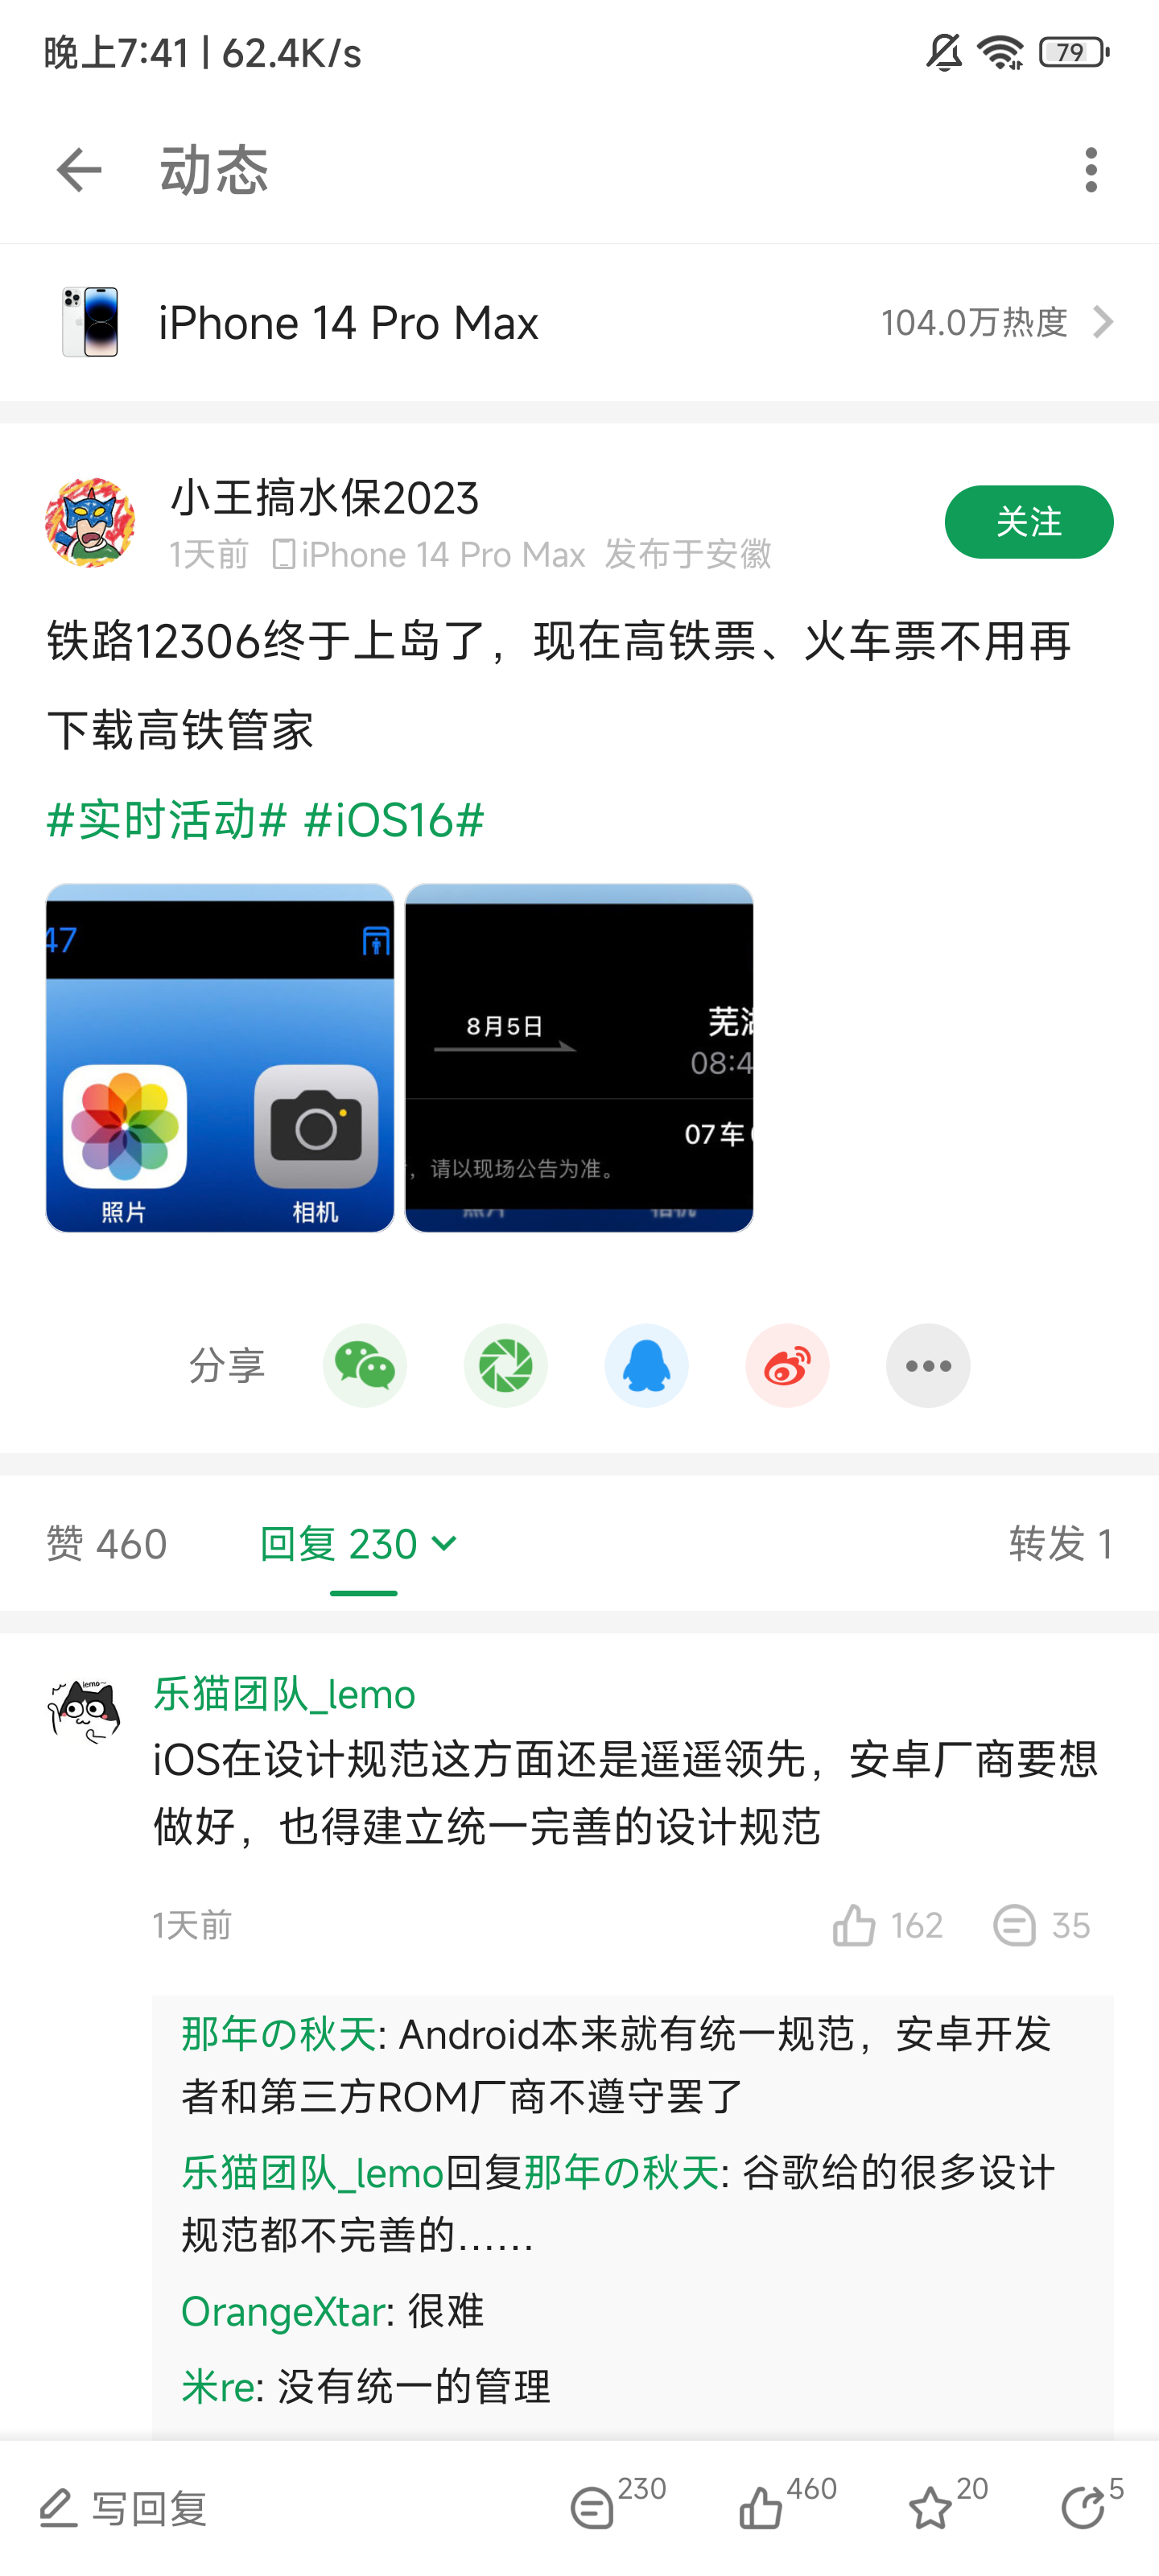 晚上7:41 | 62.4K/s
79
动态
iPhone 14 Pro Max
104.0万热度
小王搞水保2023
关注
1天前 iPhone 14 Pro Max 发布于安徽
铁路12306终于上岛了，现在高铁票、火车票不用再
下载高铁管家
#实时活动# #iOS16#
47
照片
相机
8月5日
芜
08:4
07车
，请以现场公告为准。
照片
相机
分享
赞 460
回复 230
转发 1
lemo~
乐猫团队_lemo
iOS在设计规范这方面还是遥遥领先，安卓厂商要想
做好，也得建立统一完善的设计规范
1天前
162
35
那年の秋天: Android本来就有统一规范，安卓开发
者和第三方ROM厂商不遵守罢了
乐猫团队_lemo回复那年の秋天: 谷歌给的很多设计
规范都不完善的......
OrangeXtar: 很难
米re: 没有统一的管理
写回复
230
460
20
5